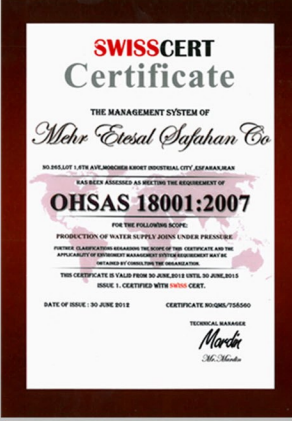 SWISSCERT
Certificate
THE MANAGEMENT SYSTEM OF
Mehr Etesal Safahan Co
NO.265,LOT 1,6TH AVE,MORCHEH KHORT INDUSTRIAL CITY ,ESFAHAN,IRAN
HAS BEEN ASSESSED AS MEETING THE REQUIREMENT OF
OHSAS 18001:2007
FOR THE FOLLOWING SCOPE:
PRODUCTION OF WATER SUPPLY JOINS UNDER PRESSURE
FURTHER CLARIFICATIONS REGARDING THE SCOPE OF THIS CERTIFICATE AND THE
APPLICABILITY OF ENVIROMENT MANAGEMENT SYSTEM REQUIREMENT MAY BE
OBTAINED BY CONSULTING THE ORGANIZATION.
THIS CERTIFICATE IS VALID FROM 30 JUNE,2012 UNTIL 30 JUNE,2015
ISSUE 1. CERTIFIED WITH SWISS CERT.
DATE OF ISSUE : 30 JUNE 2012 CERTIFICATE NO:QMS/758560
TECHNICAL MANAGER
Mardin
Mr.Mardin